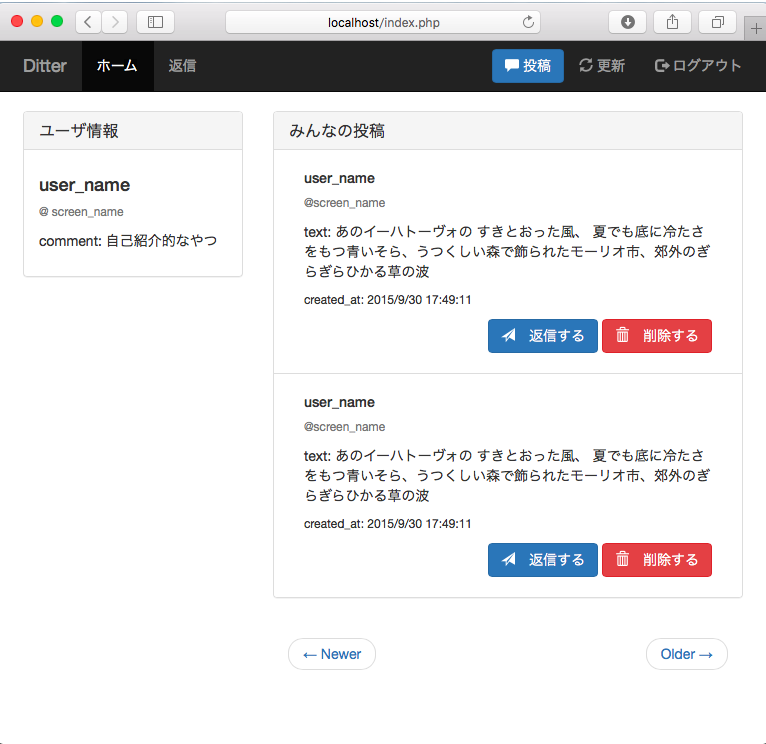 localhost/index.php
Ditter ホーム 返信 投稿 更新 ログアウト
ユーザ情報
user_name
@ screen_name
comment: 自己紹介的なやつ
みんなの投稿
user_name
@screen_name
text: あのイーハトーヴォの すきとおった風、 夏でも底に冷たさ
をもつ青いそら、うつくしい森で飾られたモーリオ市、郊外のぎ
らぎらひかる草の波
created_at: 2015/9/30 17:49:11
返信する 削除する
user_name
@screen_name
text: あのイーハトーヴォの すきとおった風、 夏でも底に冷たさ
をもつ青いそら、うつくしい森で飾られたモーリオ市、郊外のぎ
らぎらひかる草の波
created_at: 2015/9/30 17:49:11
返信する 削除する
← Newer Older →